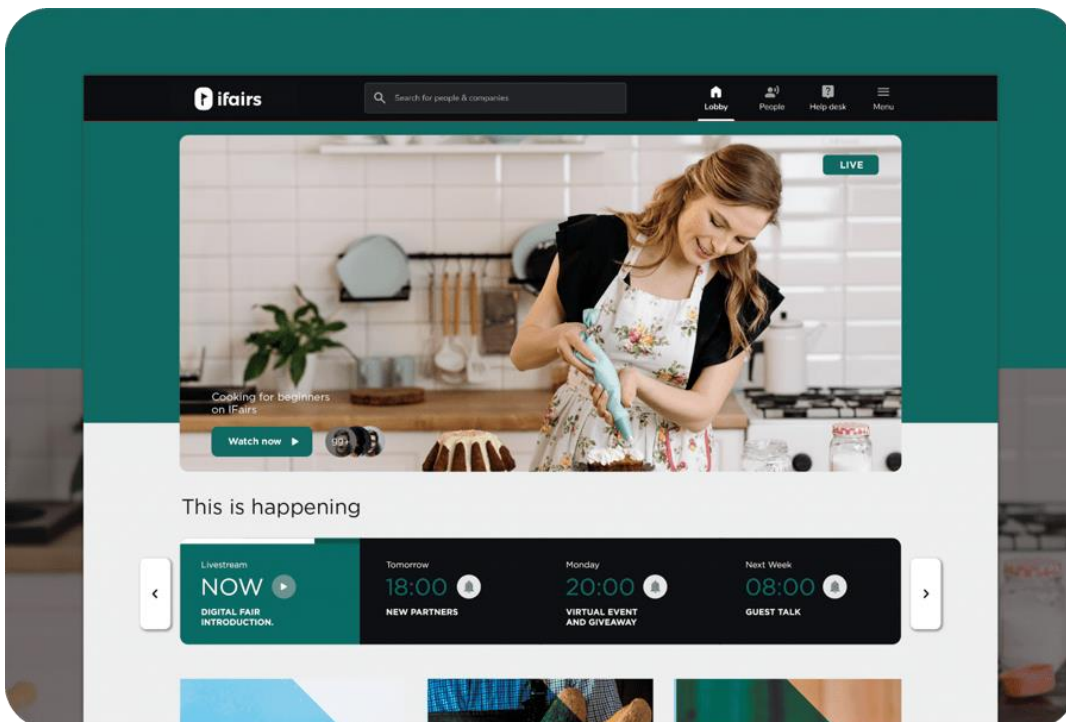 ifairs
Search for people & companies
Lobby
People
Help desk
Menu
LIVE
Cooking for beginners
on IFairs
Watch now
99+
This is happening
Livestream
NOW
DIGITAL FAIR
INTRODUCTION.
Tomorrow
18:00
NEW PARTNERS
Monday
20:00
VIRTUAL EVENT
AND GIVEAWAY
Next Week
08:00
GUEST TALK